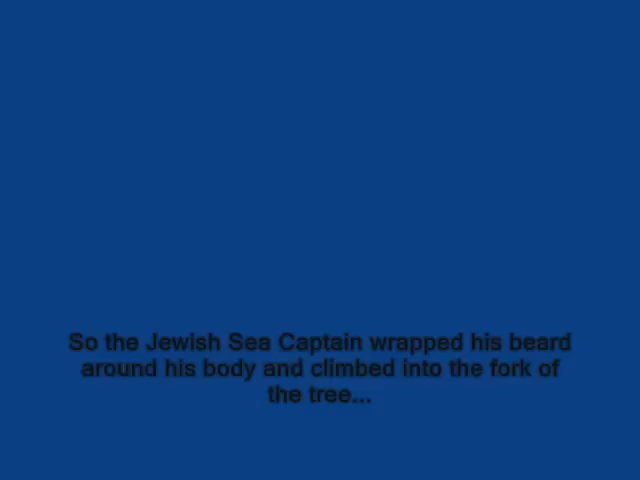 So the Jewish Sea Captain wrapped his beard
around his body and climbed into the fork of
the tree...